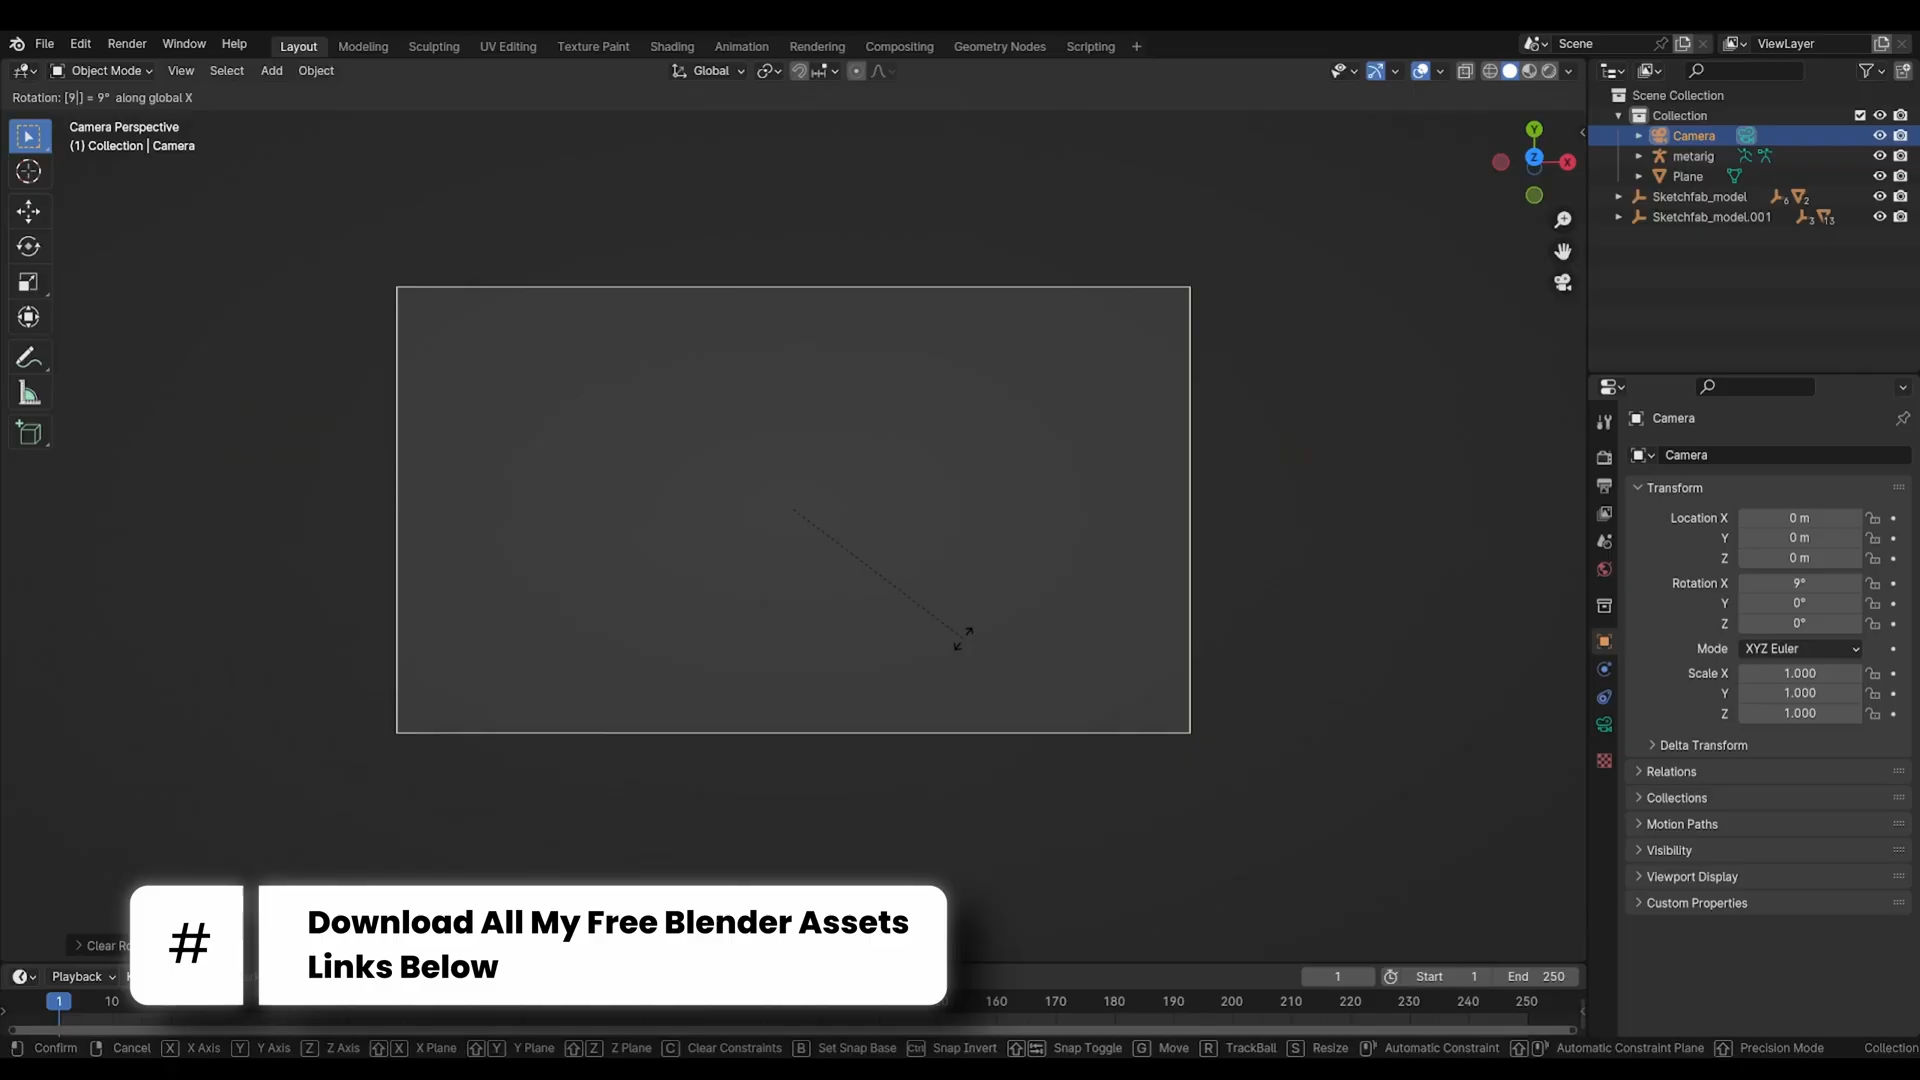 File Edit Render Window Help Layout Modeling Sculpting UV Editing Texture Paint Shading Animation Rendering Compositing Geometry Nodes Scripting + Scene ViewLayer
Object Mode View Select Add Object Global
Rotation: [9|] = 9° along global X
Camera Perspective
(1) Collection | Camera
Y
Z
X
Scene Collection
Collection
Camera
metarig
Plane
Sketchfab_model 6 2
Sketchfab_model.001 3 13
Camera
Camera
Transform
Location X 0 m
Y 0 m
Z 0 m
Rotation X 9°
Y 0°
Z 0°
Mode XYZ Euler
Scale X 1.000
Y 1.000
Z 1.000
Delta Transform
Relations
Collections
Motion Paths
Visibility
Viewport Display
Custom Properties
Clear Ro
# Download All My Free Blender Assets
Links Below
Playback 1 Start 1 End 250
1 10 160 170 180 190 200 210 220 230 240 250
Confirm Cancel X X Axis Y Y Axis Z Z Axis X X Plane Y Y Plane Z Z Plane C Clear Constraints B Set Snap Base Ctrl Snap Invert Snap Toggle G Move R TrackBall S Resize Automatic Constraint Automatic Constraint Plane Precision Mode Collection